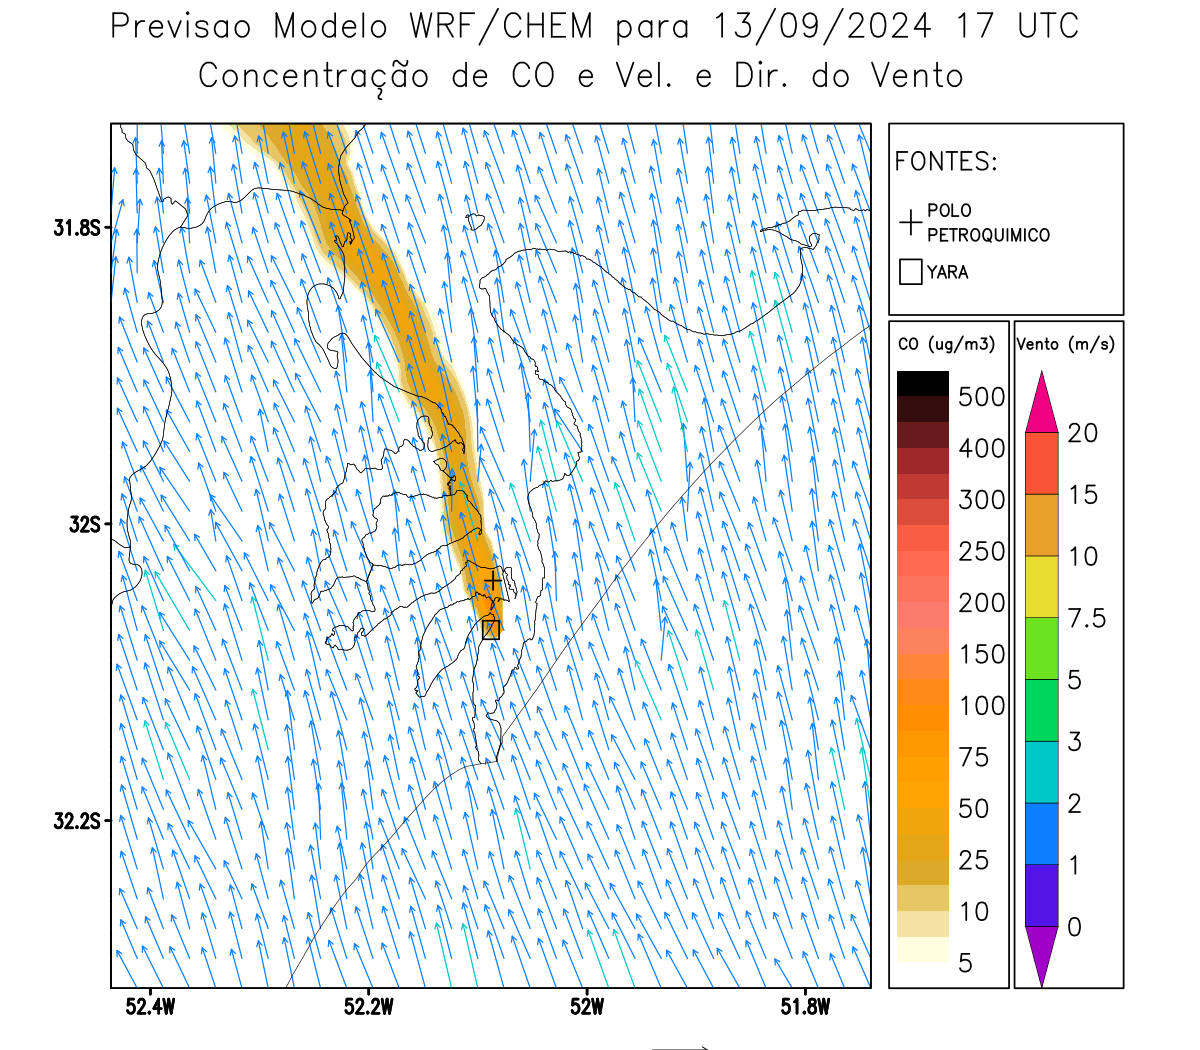 Previsao Modelo WRF/CHEM para 13/09/2024 17 UTC
Concentração de CO e Vel. e Dir. do Vento
FONTES:
POLO
PETROQUIMICO
YARA
CO (ug/m3)
500
400
300
250
200
150
100
75
50
25
10
5
Vento (m/s)
20
15
10
7.5
5
3
2
1
0
31.8S
32S
32.2S
52.4W
52.2W
52W
51.8W